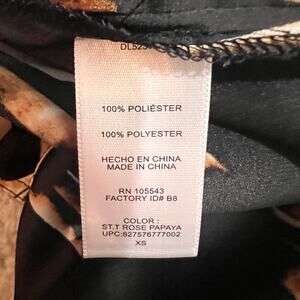 100% POLIÉSTER
100% POLYESTER
HECHO EN CHINA
MADE IN CHINA
RN 105543
FACTORY ID# B8
COLOR :
ST.T ROSE PAPAYA
UPC:827576777002
XS